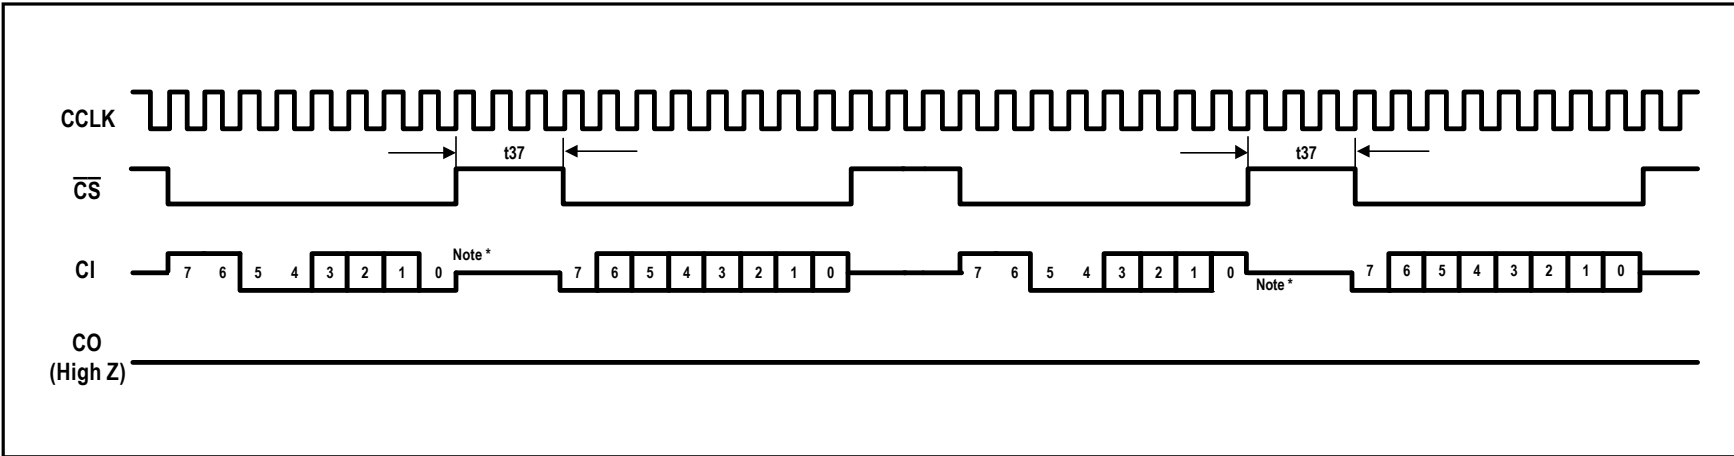 CCLK
t37 t37
C̅S̅
Note *
CI 7 6 5 4 3 2 1 0 7 6 5 4 3 2 1 0 7 6 5 4 3 2 1 0 7 6 5 4 3 2 1 0
Note *
CO
(High Z)